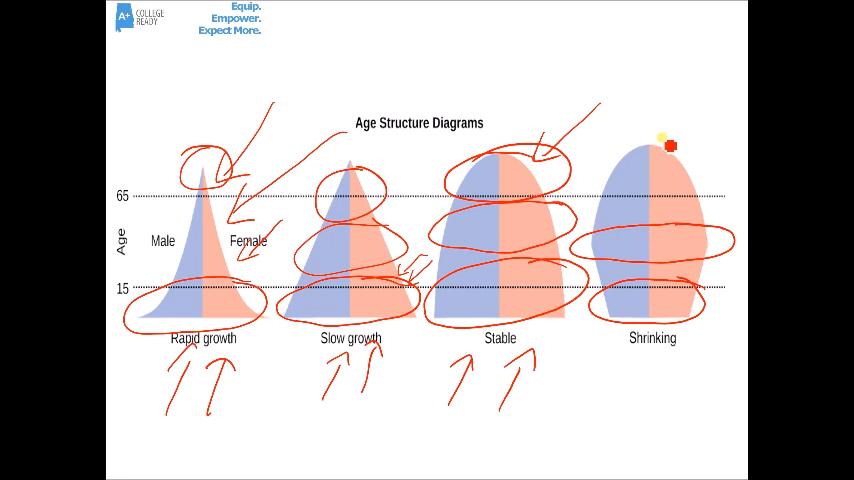 A+ COLLEGE
READY
Equip.
Empower.
Expect More.
Age Structure Diagrams
65
Age
Male
Female
15
Rapid growth
Slow growth
Stable
Shrinking